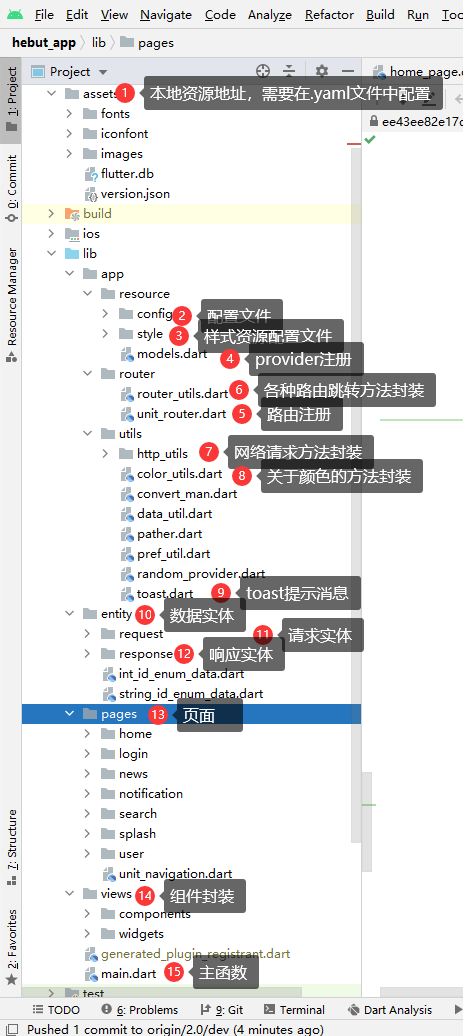 File Edit View Navigate Code Analyze Refactor Build Run Too
hebut_app lib pages
Project
home_page.d
assets 1 本地资源地址，需要在.yaml文件中配置
ee43ee82e17c
fonts
iconfont
images
flutter.db
version.json
build
ios
lib
app
resource
config 2 配置文件
style 3 样式资源配置文件
models.dart 4 provider注册
router
router_utils.dart 6 各种路由跳转方法封装
unit_router.dart 5 路由注册
utils
http_utils 7 网络请求方法封装
color_utils.dart 8 关于颜色的方法封装
convert_man.dart
data_util.dart
pather.dart
pref_util.dart
random_provider.dart
toast.dart 9 toast提示消息
entity 10 数据实体
request 11 请求实体
response 12 响应实体
int_id_enum_data.dart
string_id_enum_data.dart
pages 13 页面
home
login
news
notification
search
splash
user
unit_navigation.dart
views 14 组件封装
components
widgets
generated_plugin_registrant.dart
main.dart 15 主函数
test
1: Project
0: Commit
Resource Manager
7: Structure
2: Favorites
TODO 6: Problems 9: Git Terminal Dart Analysis
Pushed 1 commit to origin/2.0/dev (4 minutes ago)